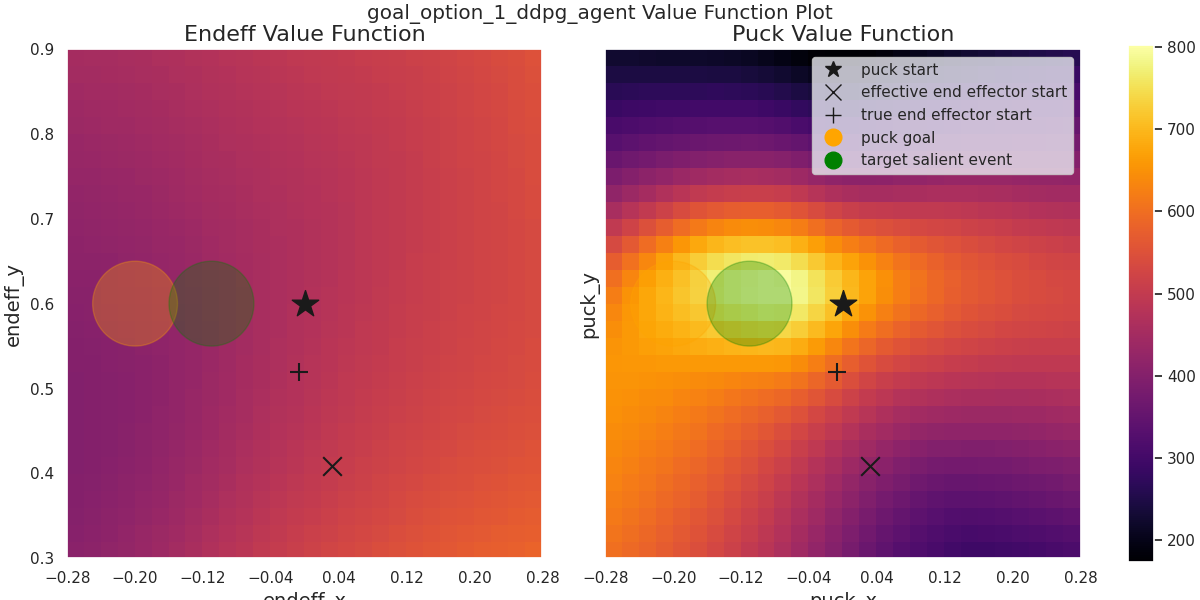 goal_option_1_ddpg_agent Value Function Plot
Endeff Value Function
endeff_y
0.9
0.8
0.7
0.6
0.5
0.4
0.3
−0.28 −0.20 −0.12 −0.04 0.04 0.12 0.20 0.28
endeff_x
Puck Value Function
puck_y
puck start
effective end effector start
true end effector start
puck goal
target salient event
−0.28 −0.20 −0.12 −0.04 0.04 0.12 0.20 0.28
puck_x
800
700
600
500
400
300
200